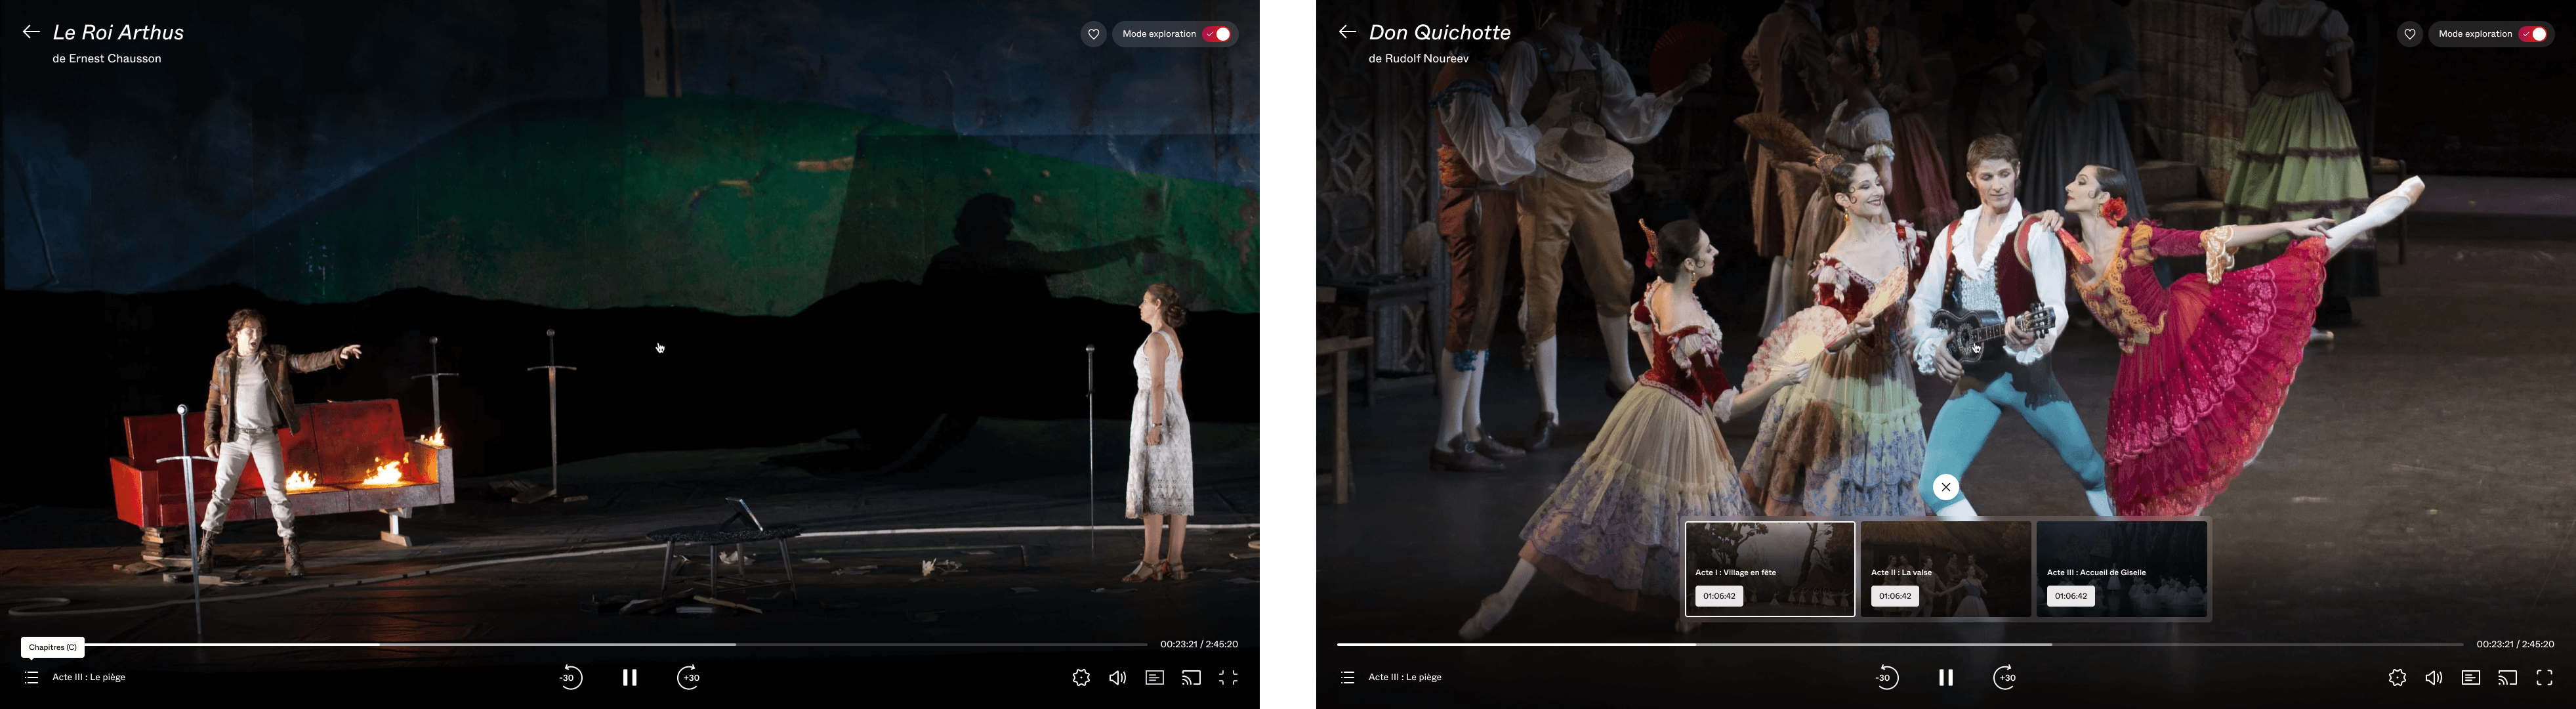 Le Roi Arthus
de Ernest Chausson
Mode exploration
Chapitres (C)
00:23:21 / 2:45:20
Acte III : Le piège
-30
+30
Don Quichotte
de Rudolf Noureev
Mode exploration
Acte I : Village en fête
01:06:42
Acte II : La valse
01:06:42
Acte III : Accueil de Giselle
01:06:42
00:23:21 / 2:45:20
Acte III : Le piège
-30
+30